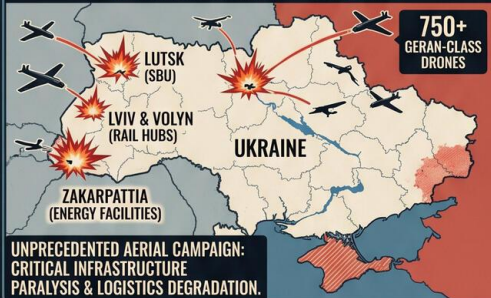 750+
GERAN-CLASS
DRONES
LUTSK
(SBU)
LVIV & VOLYN
(RAIL HUBS)
UKRAINE
ZAKARPATTIA
(ENERGY FACILITIES)
UNPRECEDENTED AERIAL CAMPAIGN:
CRITICAL INFRASTRUCTURE
PARALYSIS & LOGISTICS DEGRADATION.